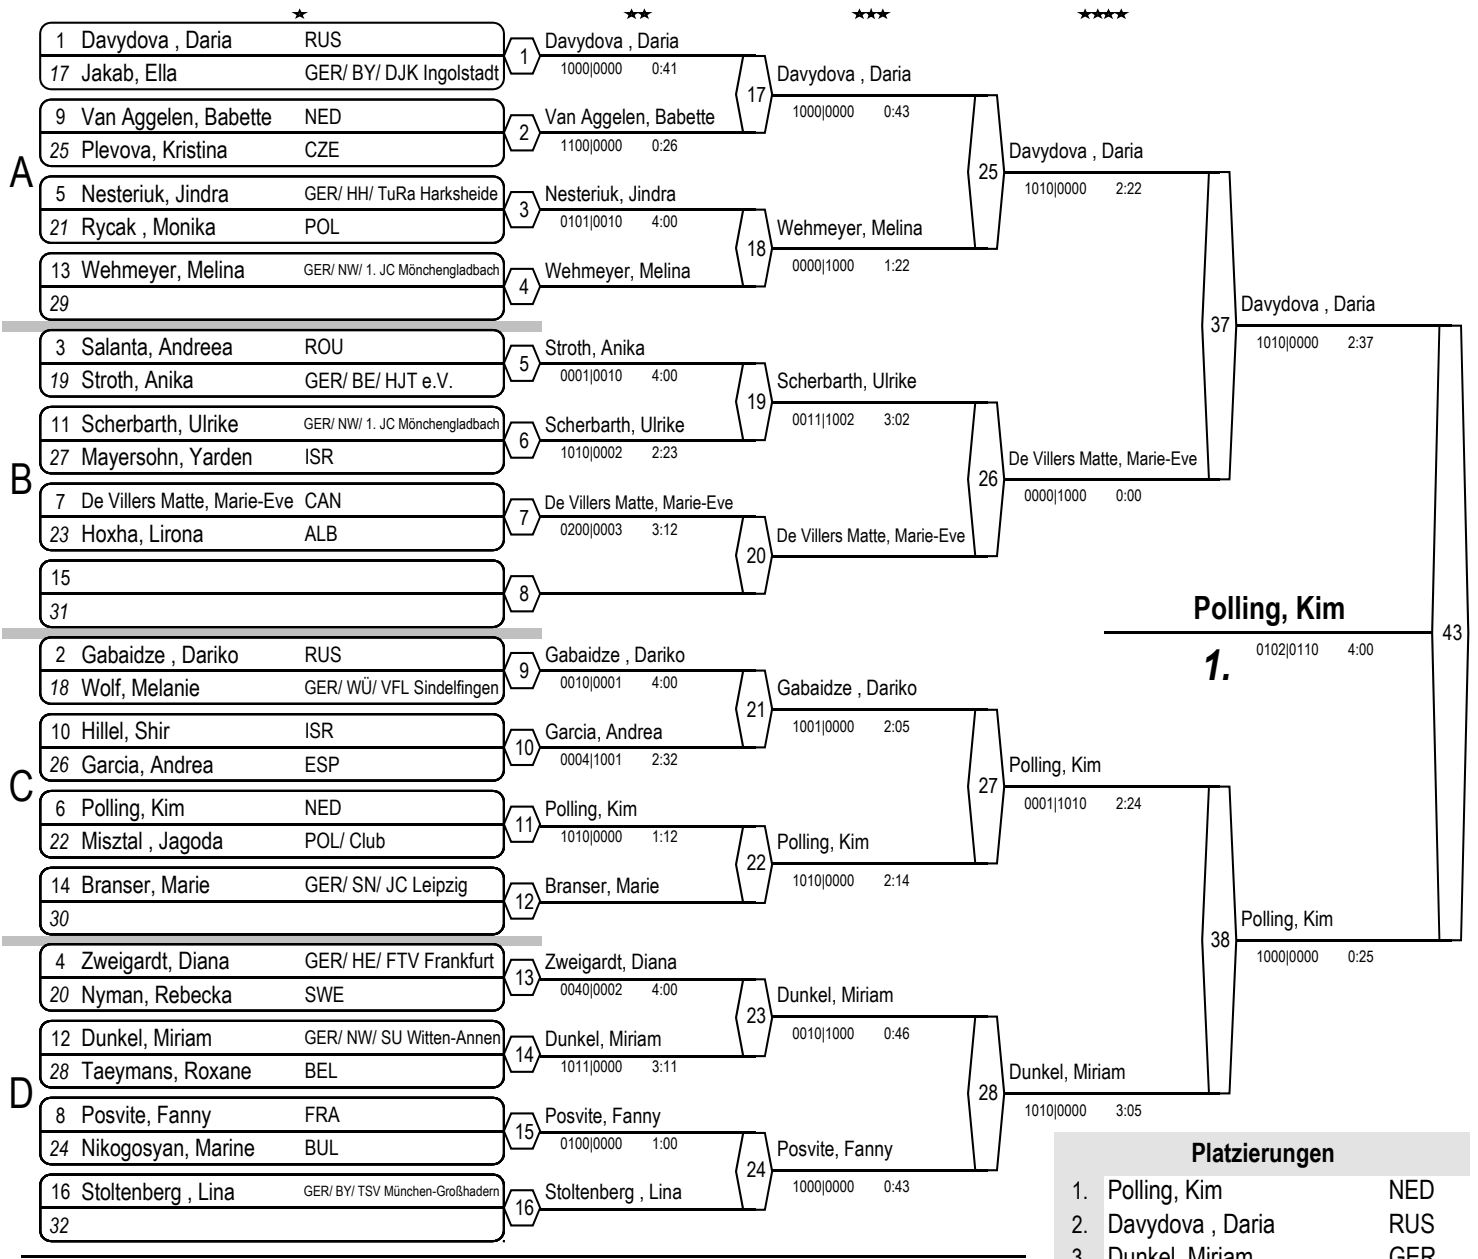 ★ ★★ ★★★ ★★★★
A
1 Davydova , Daria RUS
17 Jakab, Ella GER/ BY/ DJK Ingolstadt
9 Van Aggelen, Babette NED
25 Plevova, Kristina CZE
5 Nesteriuk, Jindra GER/ HH/ TuRa Harksheide
21 Rycak , Monika POL
13 Wehmeyer, Melina GER/ NW/ 1. JC Mönchengladbach
29
B
3 Salanta, Andreea ROU
19 Stroth, Anika GER/ BE/ HJT e.V.
11 Scherbarth, Ulrike GER/ NW/ 1. JC Mönchengladbach
27 Mayersohn, Yarden ISR
7 De Villers Matte, Marie-Eve CAN
23 Hoxha, Lirona ALB
15
31
C
2 Gabaidze , Dariko RUS
18 Wolf, Melanie GER/ WÜ/ VFL Sindelfingen
10 Hillel, Shir ISR
26 Garcia, Andrea ESP
6 Polling, Kim NED
22 Misztal , Jagoda POL/ Club
14 Branser, Marie GER/ SN/ JC Leipzig
30
D
4 Zweigardt, Diana GER/ HE/ FTV Frankfurt
20 Nyman, Rebecka SWE
12 Dunkel, Miriam GER/ NW/ SU Witten-Annen
28 Taeymans, Roxane BEL
8 Posvite, Fanny FRA
24 Nikogosyan, Marine BUL
16 Stoltenberg , Lina GER/ BY/ TSV München-Großhadern
32
1 Davydova , Daria
1000|0000 0:41
2 Van Aggelen, Babette
1100|0000 0:26
3 Nesteriuk, Jindra
0101|0010 4:00
4 Wehmeyer, Melina
5 Stroth, Anika
0001|0010 4:00
6 Scherbarth, Ulrike
1010|0002 2:23
7 De Villers Matte, Marie-Eve
0200|0003 3:12
8
9 Gabaidze , Dariko
0010|0001 4:00
10 Garcia, Andrea
0004|1001 2:32
11 Polling, Kim
1010|0000 1:12
12 Branser, Marie
13 Zweigardt, Diana
0040|0002 4:00
14 Dunkel, Miriam
1011|0000 3:11
15 Posvite, Fanny
0100|0000 1:00
16 Stoltenberg , Lina
17 Davydova , Daria
1000|0000 0:43
18 Wehmeyer, Melina
0000|1000 1:22
19 Scherbarth, Ulrike
0011|1002 3:02
20 De Villers Matte, Marie-Eve
21 Gabaidze , Dariko
1001|0000 2:05
22 Polling, Kim
1010|0000 2:14
23 Dunkel, Miriam
0010|1000 0:46
24 Posvite, Fanny
1000|0000 0:43
25 Davydova , Daria
1010|0000 2:22
26 De Villers Matte, Marie-Eve
0000|1000 0:00
27 Polling, Kim
0001|1010 2:24
28 Dunkel, Miriam
1010|0000 3:05
37 Davydova , Daria
1010|0000 2:37
38 Polling, Kim
1000|0000 0:25
43 Polling, Kim
1. 0102|0110 4:00
Platzierungen
1. Polling, Kim NED
2. Davydova , Daria RUS
3. Dunkel, Miriam GER